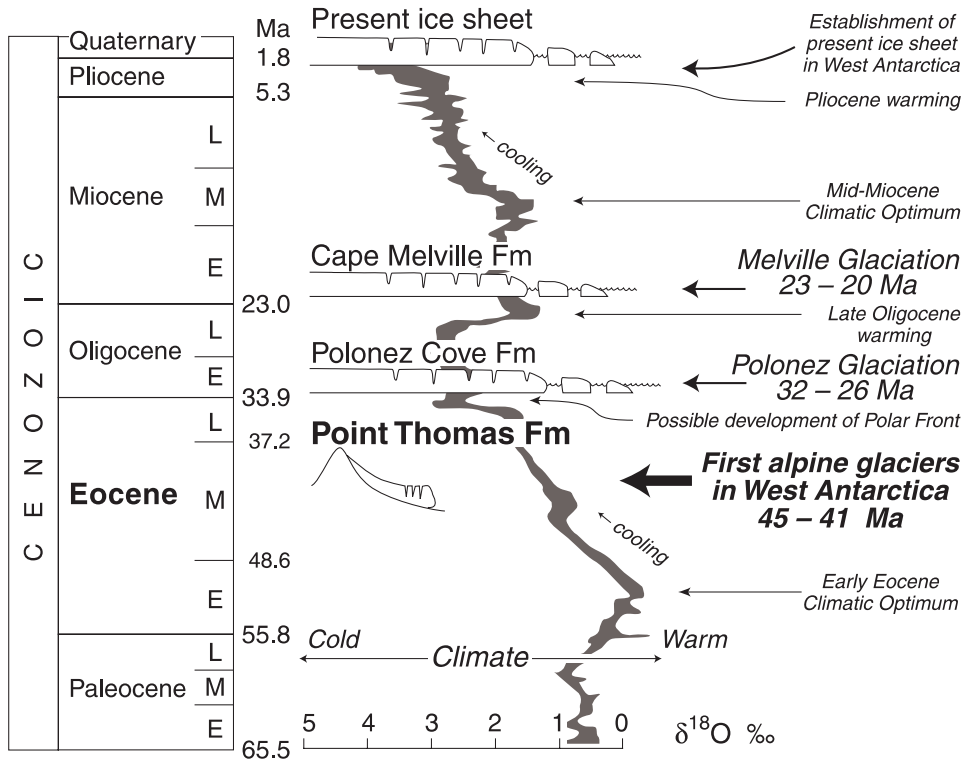 CENOZOIC
Quaternary
Pliocene
Miocene
L
M
E
Oligocene
L
E
Eocene
L
M
E
Paleocene
L
M
E
Ma
1.8
5.3
23.0
33.9
37.2
48.6
55.8
65.5
Present ice sheet
Establishment of
present ice sheet
in West Antarctica
Pliocene warming
cooling
Mid-Miocene
Climatic Optimum
Cape Melville Fm
Melville Glaciation
23 – 20 Ma
Late Oligocene
warming
Polonez Cove Fm
Polonez Glaciation
32 – 26 Ma
Possible development of Polar Front
Point Thomas Fm
First alpine glaciers
in West Antarctica
45 – 41 Ma
cooling
Early Eocene
Climatic Optimum
Cold Climate Warm
5 4 3 2 1 0 δ¹⁸O ‰